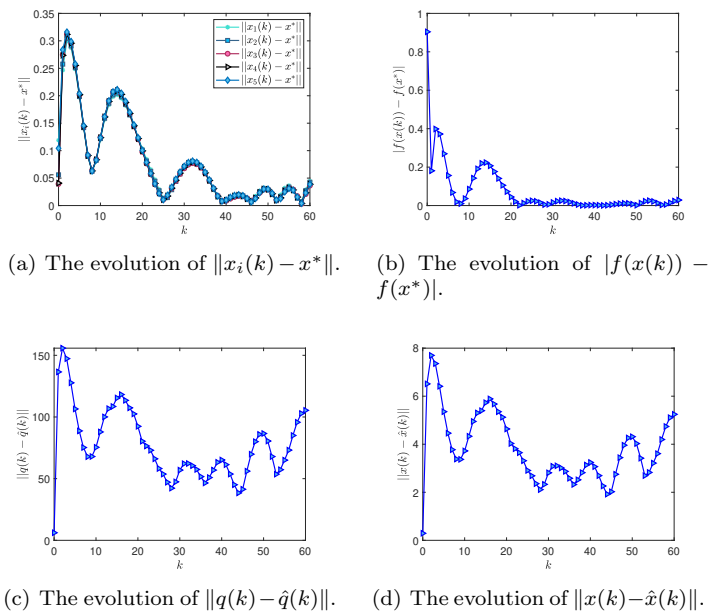 0.35
0.3
0.25
0.2
0.15
0.1
0.05
0
0 10 20 30 40 50 60
k
||x_i(k) − x*||
||x_1(k) − x*||
||x_2(k) − x*||
||x_3(k) − x*||
||x_4(k) − x*||
||x_5(k) − x*||
(a) The evolution of ‖x_i(k) − x*‖.
1
0.8
0.6
0.4
0.2
0
0 10 20 30 40 50 60
k
|f(x(k)) − f(x*)|
(b) The evolution of |f(x(k)) −
f(x*)|.
150
100
50
0
0 10 20 30 40 50 60
k
||q(k) − q̂(k)||
(c) The evolution of ‖q(k) − q̂(k)‖.
8
6
4
2
0
0 10 20 30 40 50 60
k
||x(k) − x̂(k)||
(d) The evolution of ‖x(k) − x̂(k)‖.